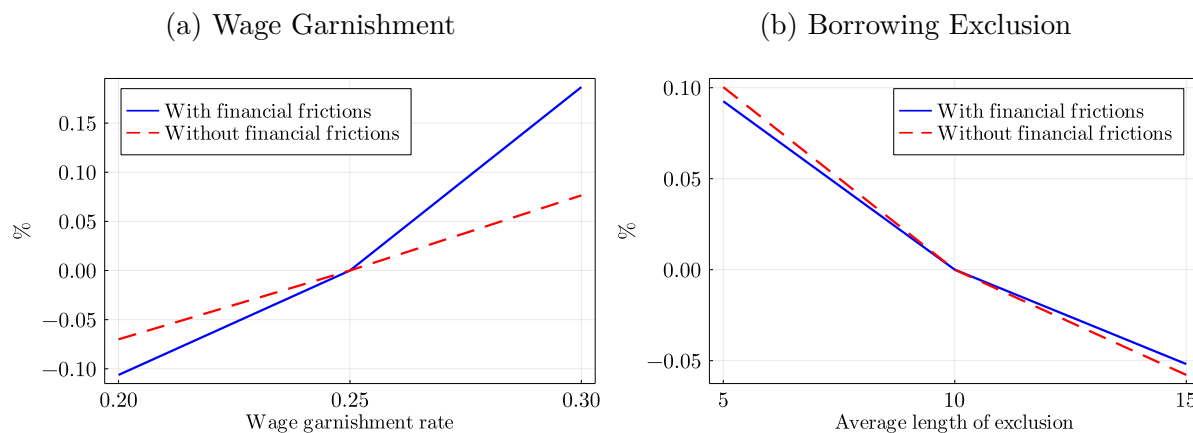 (a) Wage Garnishment
With financial frictions
Without financial frictions
0.15
0.10
0.05
0.00
−0.05
−0.10
%
0.20
0.25
0.30
Wage garnishment rate
(b) Borrowing Exclusion
With financial frictions
Without financial frictions
0.10
0.05
0.00
−0.05
%
5
10
15
Average length of exclusion